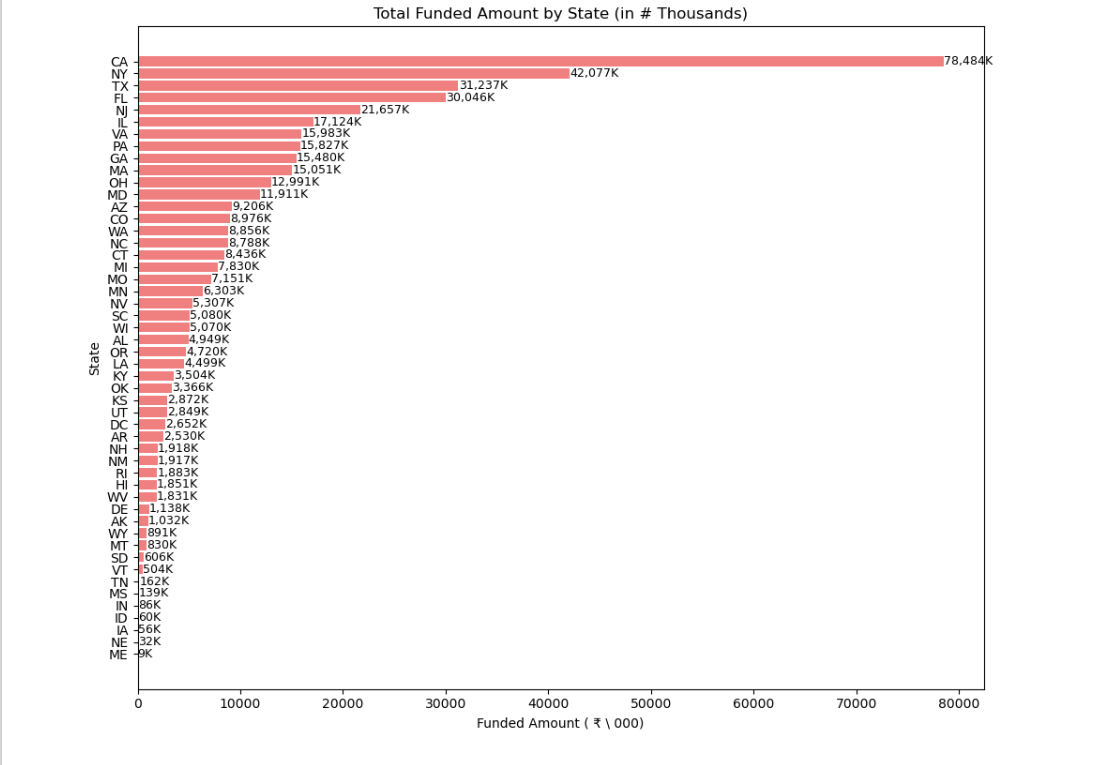 Total Funded Amount by State (in # Thousands)
CA 78,484K
NY 42,077K
TX 31,237K
FL 30,046K
NJ 21,657K
IL 17,124K
VA 15,983K
PA 15,827K
GA 15,480K
MA 15,051K
OH 12,991K
MD 11,911K
AZ 9,206K
CO 8,976K
WA 8,856K
NC 8,788K
CT 8,436K
MI 7,830K
MO 7,151K
MN 6,303K
NV 5,307K
SC 5,080K
WI 5,070K
AL 4,949K
OR 4,720K
LA 4,499K
KY 3,504K
OK 3,366K
KS 2,872K
UT 2,849K
DC 2,652K
AR 2,530K
NH 1,918K
NM 1,917K
RI 1,883K
HI 1,851K
WV 1,831K
DE 1,138K
AK 1,032K
WY 891K
MT 830K
SD 606K
VT 504K
TN 162K
MS 139K
IN 86K
ID 60K
IA 56K
NE 32K
ME 9K
State
0 10000 20000 30000 40000 50000 60000 70000 80000
Funded Amount ( ₹ \ 000)